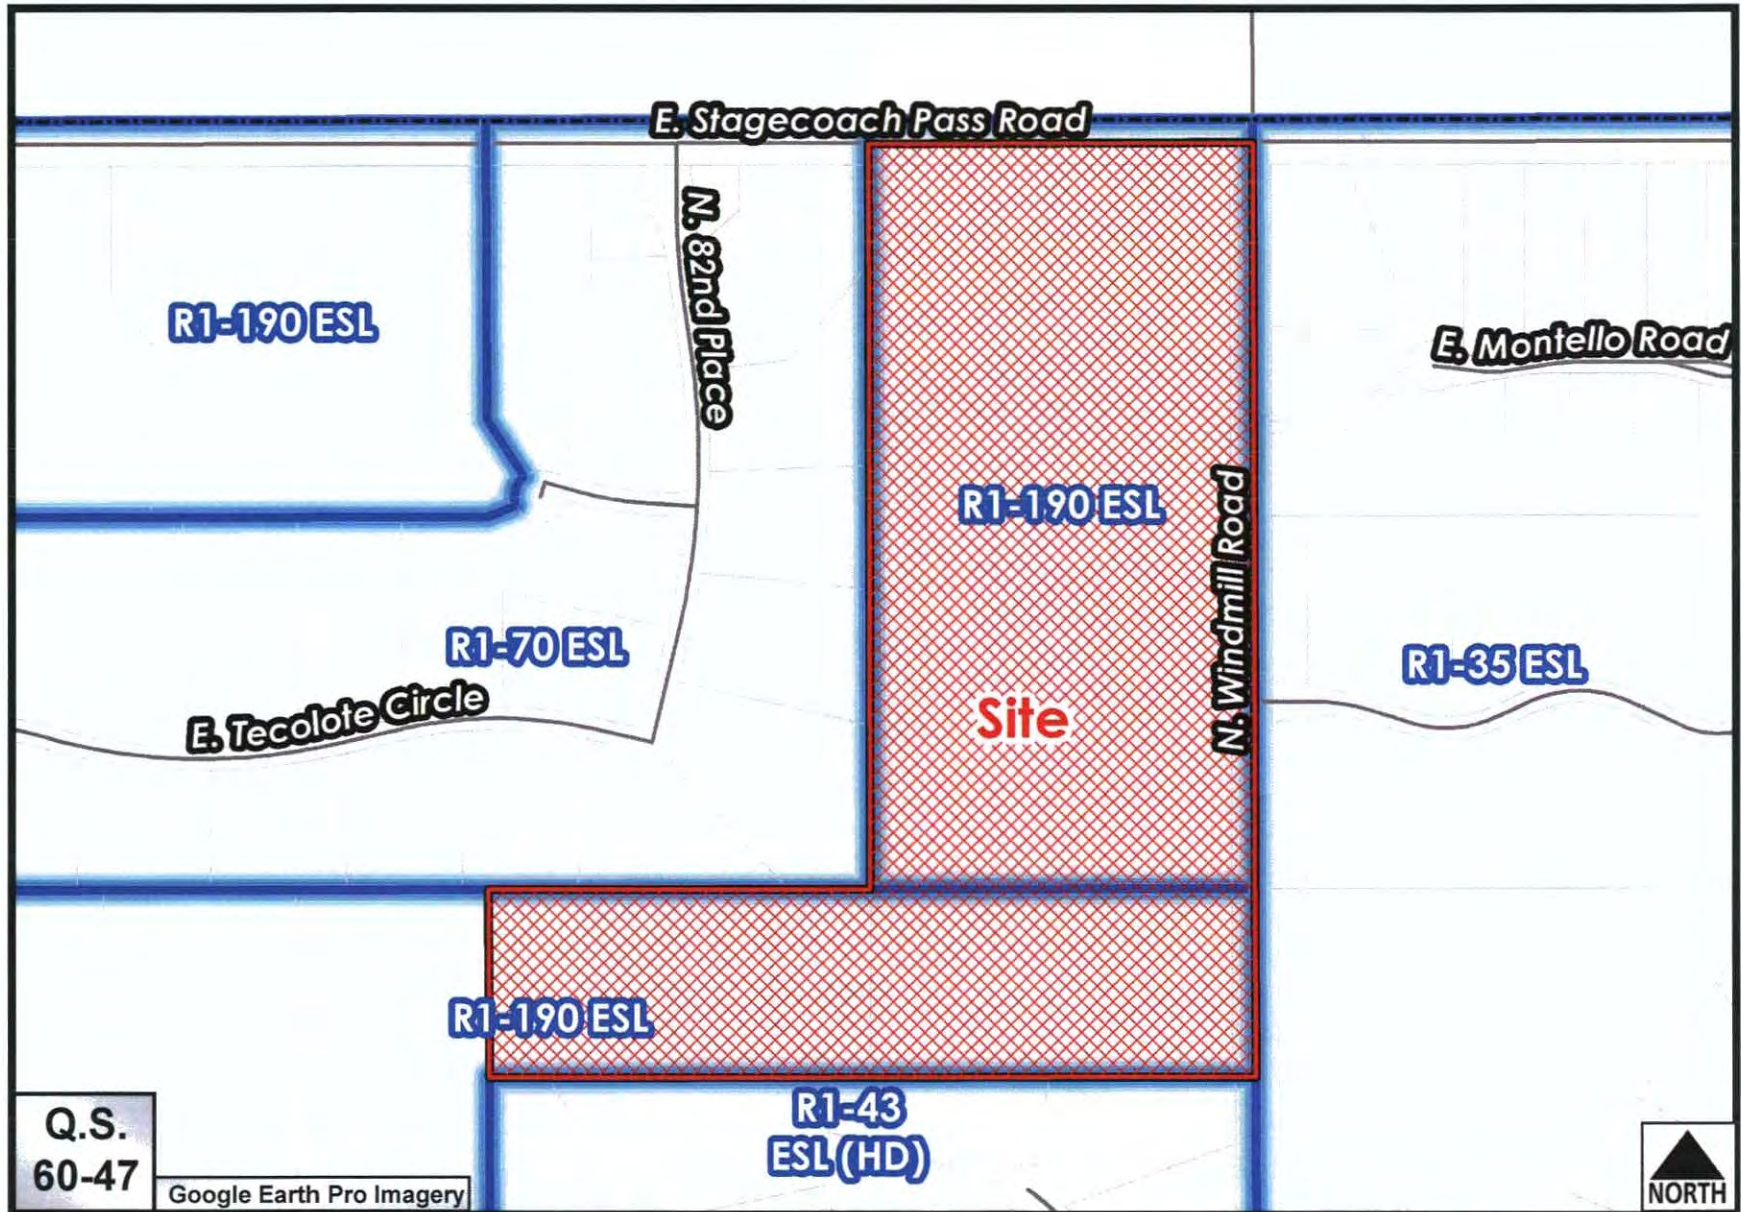 E. Stagecoach Pass Road
N. 82nd Place
R1-190 ESL
E. Montello Road
R1-190 ESL
N. Windmill Road
R1-70 ESL
R1-35 ESL
E. Tecolote Circle
Site
R1-190 ESL
R1-43
ESL (HD)
Q.S.
60-47
Google Earth Pro Imagery
NORTH